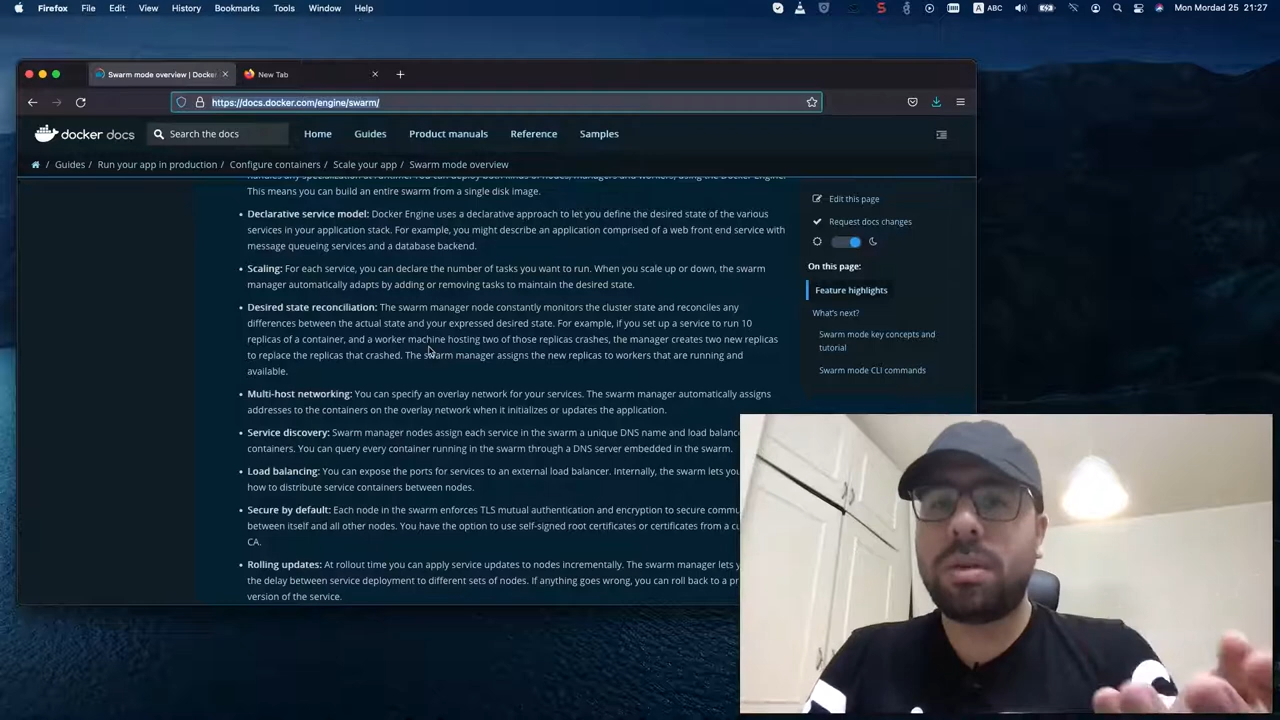 Firefox File Edit View History Bookmarks Tools Window Help ABC Mon Mordad 25 21:27
Swarm mode overview | Docker New Tab
https://docs.docker.com/engine/swarm/
docker docs Search the docs Home Guides Product manuals Reference Samples
/ Guides / Run your app in production / Configure containers / Scale your app / Swarm mode overview
This means you can build an entire swarm from a single disk image.
• Declarative service model: Docker Engine uses a declarative approach to let you define the desired state of the various
services in your application stack. For example, you might describe an application comprised of a web front end service with
message queueing services and a database backend.
• Scaling: For each service, you can declare the number of tasks you want to run. When you scale up or down, the swarm
manager automatically adapts by adding or removing tasks to maintain the desired state.
• Desired state reconciliation: The swarm manager node constantly monitors the cluster state and reconciles any
differences between the actual state and your expressed desired state. For example, if you set up a service to run 10
replicas of a container, and a worker machine hosting two of those replicas crashes, the manager creates two new replicas
to replace the replicas that crashed. The swarm manager assigns the new replicas to workers that are running and
available.
• Multi-host networking: You can specify an overlay network for your services. The swarm manager automatically assigns
addresses to the containers on the overlay network when it initializes or updates the application.
• Service discovery: Swarm manager nodes assign each service in the swarm a unique DNS name and load balanc
containers. You can query every container running in the swarm through a DNS server embedded in the swarm.
• Load balancing: You can expose the ports for services to an external load balancer. Internally, the swarm lets you
how to distribute service containers between nodes.
• Secure by default: Each node in the swarm enforces TLS mutual authentication and encryption to secure commu
between itself and all other nodes. You have the option to use self-signed root certificates or certificates from a cu
CA.
• Rolling updates: At rollout time you can apply service updates to nodes incrementally. The swarm manager lets y
the delay between service deployment to different sets of nodes. If anything goes wrong, you can roll back to a pr
version of the service.
Edit this page
Request docs changes
On this page:
Feature highlights
What's next?
Swarm mode key concepts and
tutorial
Swarm mode CLI commands